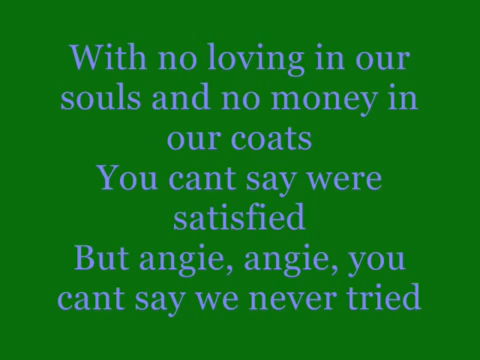 With no loving in our
souls and no money in
our coats
You cant say were
satisfied
But angie, angie, you
cant say we never tried